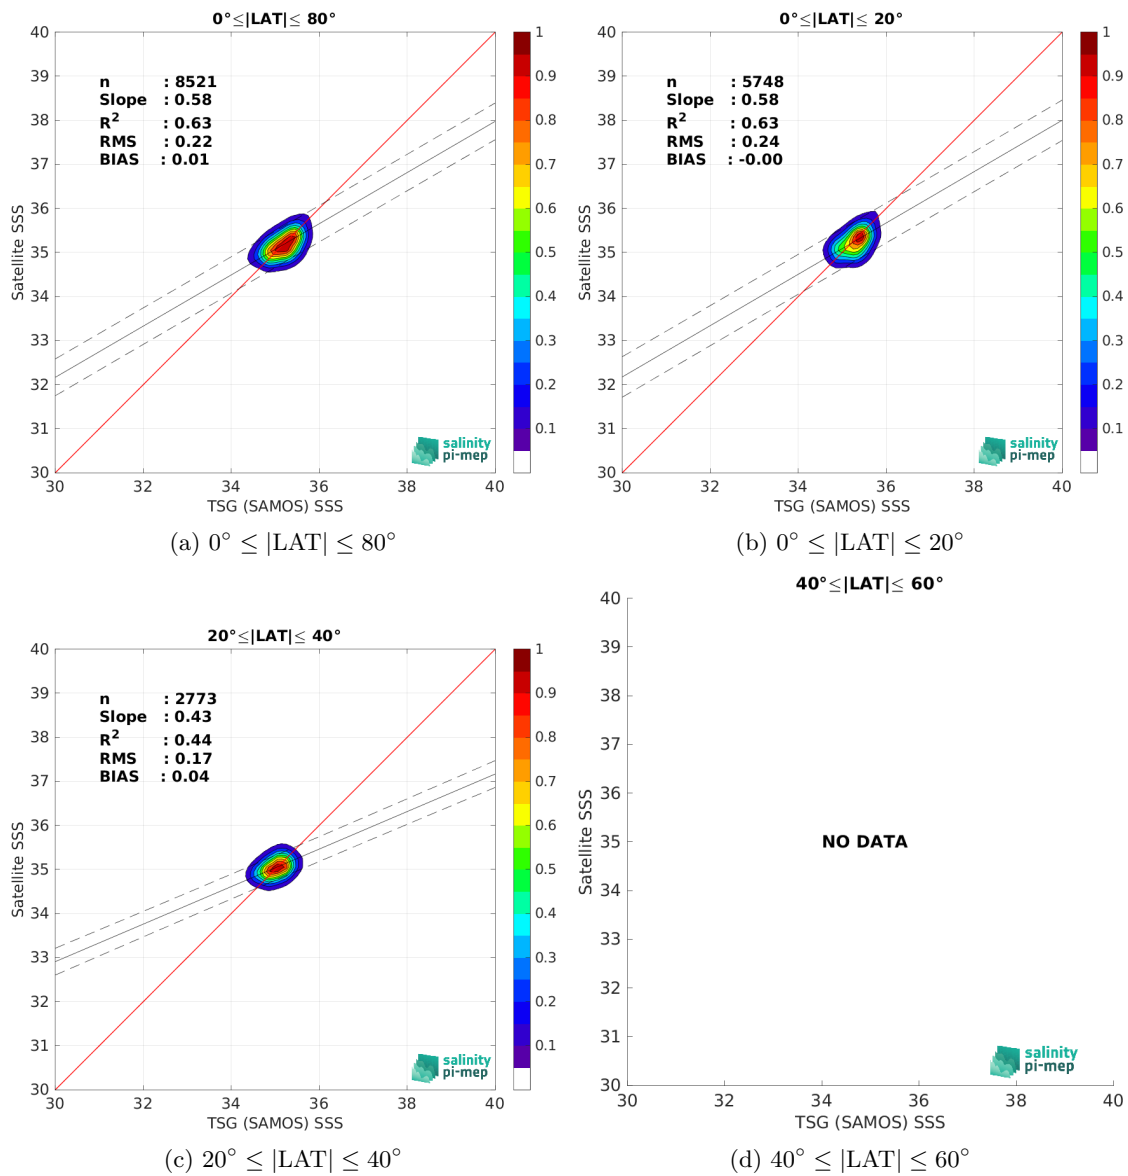 0°≤|LAT|≤ 80°
40
39
38
37
36
35
34
33
32
31
30
n : 8521
Slope : 0.58
R² : 0.63
RMS : 0.22
BIAS : 0.01
Satellite SSS
30 32 34 36 38 40
TSG (SAMOS) SSS
1
0.9
0.8
0.7
0.6
0.5
0.4
0.3
0.2
0.1
salinity
pi-mep
(a) 0° ≤ |LAT| ≤ 80°
0°≤|LAT|≤ 20°
40
39
38
37
36
35
34
33
32
31
30
n : 5748
Slope : 0.58
R² : 0.63
RMS : 0.24
BIAS : -0.00
Satellite SSS
30 32 34 36 38 40
TSG (SAMOS) SSS
1
0.9
0.8
0.7
0.6
0.5
0.4
0.3
0.2
0.1
salinity
pi-mep
(b) 0° ≤ |LAT| ≤ 20°
20°≤|LAT|≤ 40°
40
39
38
37
36
35
34
33
32
31
30
n : 2773
Slope : 0.43
R² : 0.44
RMS : 0.17
BIAS : 0.04
Satellite SSS
30 32 34 36 38 40
TSG (SAMOS) SSS
1
0.9
0.8
0.7
0.6
0.5
0.4
0.3
0.2
0.1
salinity
pi-mep
(c) 20° ≤ |LAT| ≤ 40°
40°≤|LAT|≤ 60°
40
39
38
37
36
35
34
33
32
31
30
NO DATA
Satellite SSS
30 32 34 36 38 40
TSG (SAMOS) SSS
salinity
pi-mep
(d) 40° ≤ |LAT| ≤ 60°